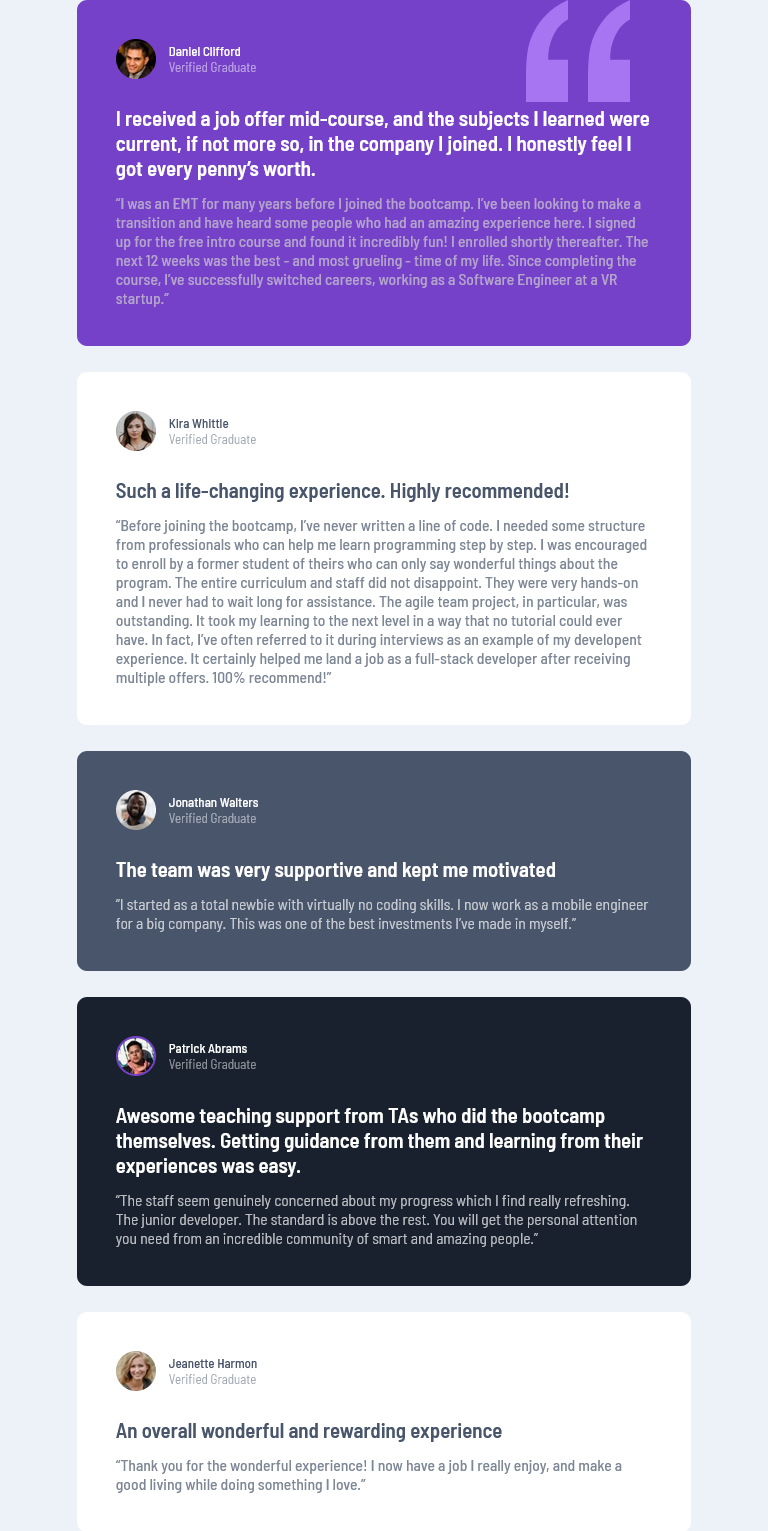 Daniel Clifford
Verified Graduate
I received a job offer mid-course, and the subjects I learned were
current, if not more so, in the company I joined. I honestly feel I
got every penny’s worth.
“I was an EMT for many years before I joined the bootcamp. I’ve been looking to make a
transition and have heard some people who had an amazing experience here. I signed
up for the free intro course and found it incredibly fun! I enrolled shortly thereafter. The
next 12 weeks was the best - and most grueling - time of my life. Since completing the
course, I’ve successfully switched careers, working as a Software Engineer at a VR
startup.”
Kira Whittle
Verified Graduate
Such a life-changing experience. Highly recommended!
“Before joining the bootcamp, I’ve never written a line of code. I needed some structure
from professionals who can help me learn programming step by step. I was encouraged
to enroll by a former student of theirs who can only say wonderful things about the
program. The entire curriculum and staff did not disappoint. They were very hands-on
and I never had to wait long for assistance. The agile team project, in particular, was
outstanding. It took my learning to the next level in a way that no tutorial could ever
have. In fact, I’ve often referred to it during interviews as an example of my developent
experience. It certainly helped me land a job as a full-stack developer after receiving
multiple offers. 100% recommend!”
Jonathan Walters
Verified Graduate
The team was very supportive and kept me motivated
“I started as a total newbie with virtually no coding skills. I now work as a mobile engineer
for a big company. This was one of the best investments I’ve made in myself.”
Patrick Abrams
Verified Graduate
Awesome teaching support from TAs who did the bootcamp
themselves. Getting guidance from them and learning from their
experiences was easy.
“The staff seem genuinely concerned about my progress which I find really refreshing.
The junior developer. The standard is above the rest. You will get the personal attention
you need from an incredible community of smart and amazing people.”
Jeanette Harmon
Verified Graduate
An overall wonderful and rewarding experience
“Thank you for the wonderful experience! I now have a job I really enjoy, and make a
good living while doing something I love.”